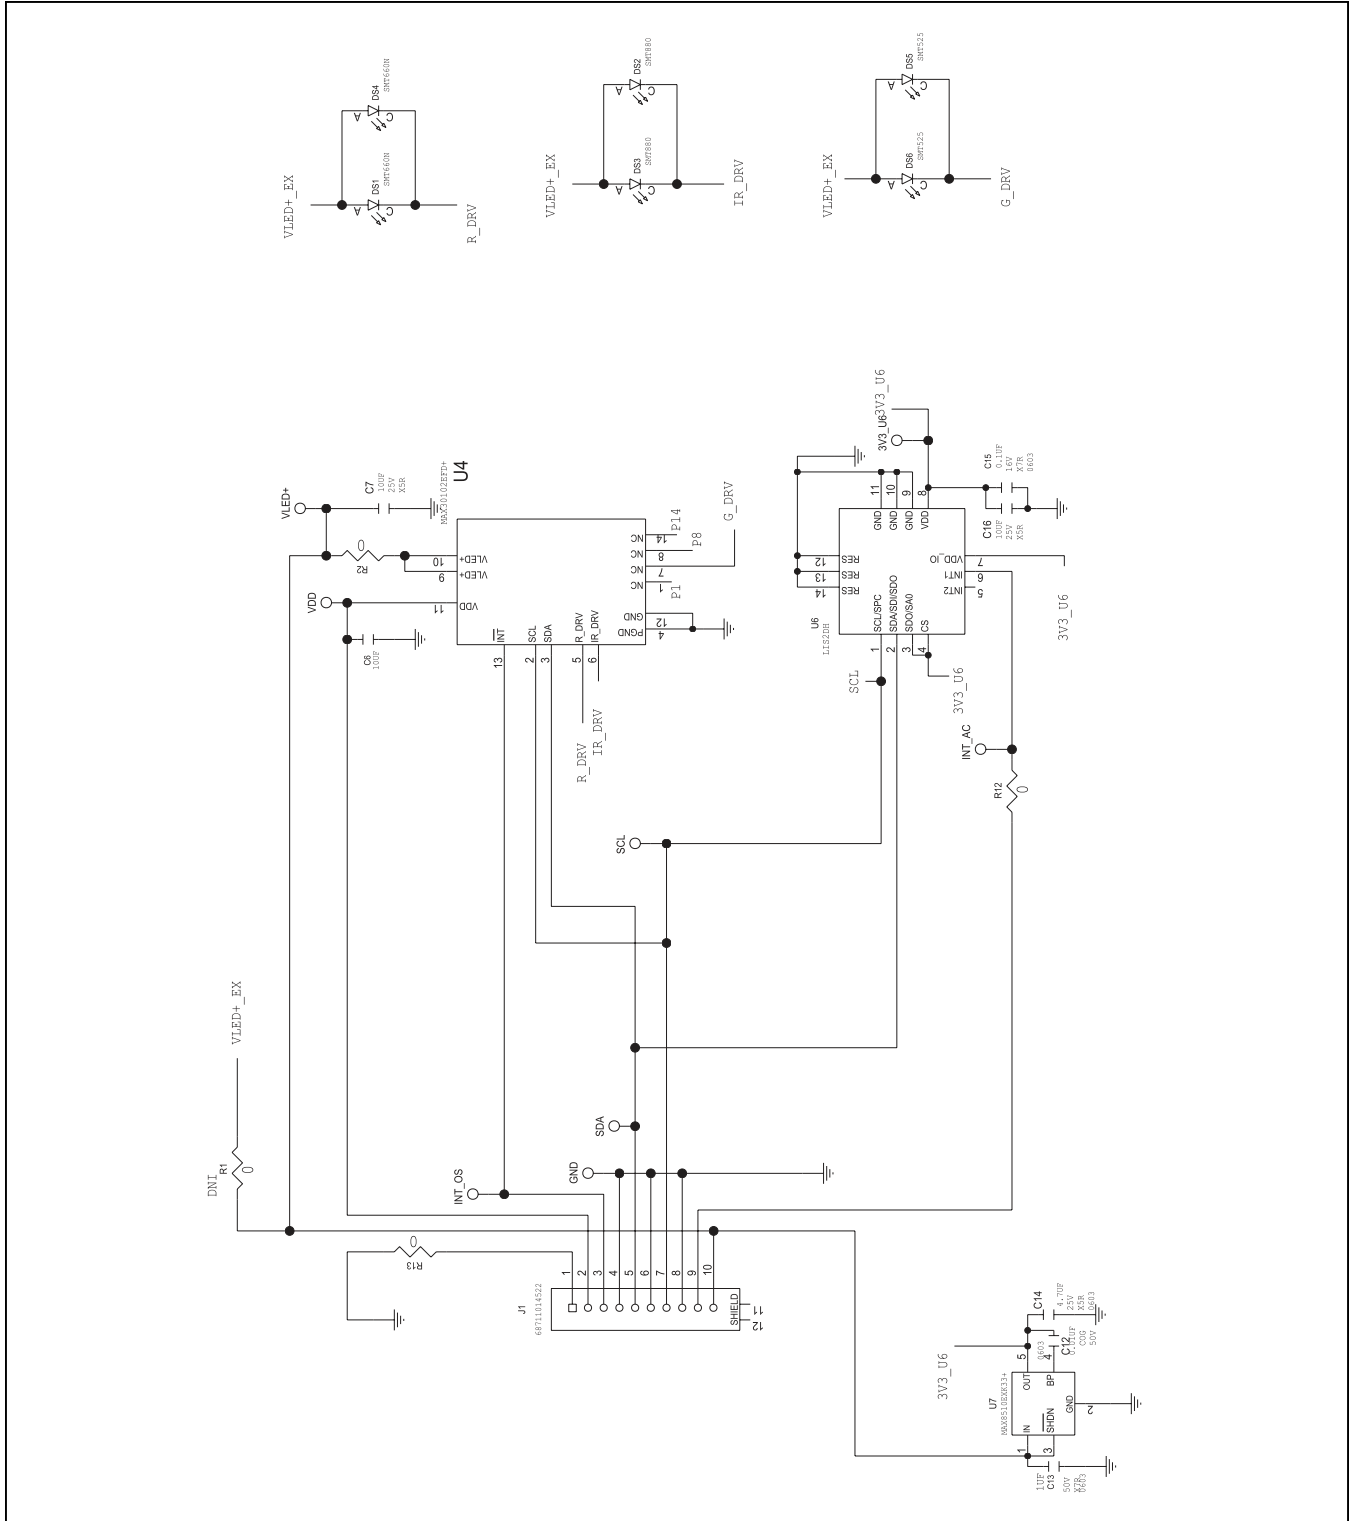 DS4
SMT660N
A
C
DS1
SMT660N
A
C
VLED+_EX
R_DRV
DS2
SMT880
A
C
DS3
SMT880
A
C
VLED+_EX
IR_DRV
DS5
SMT525
A
C
DS6
SMT525
A
C
VLED+_EX
G_DRV
VLED+
C7
10UF
25V
X5R
MAX30102EFD+
U4
R2
0
VDD
C6
10UF
10
VLED+
9
VLED+
11
VDD
INT
13
SCL
2
SDA
3
R_DRV
5
IR_DRV
6
NC
14
P14
NC
8
P8
NC
7
G_DRV
NC
1
P1
GND
12
PGND
4
R_DRV
IR_DRV
3V3_U6
3V3_U6
C15
0.1UF
16V
X7R
0603
C16
10UF
25V
X5R
11
GND
10
GND
9
GND
8
VDD
12
RES
13
RES
14
RES
VDD_IO
7
INT1
6
INT2
5
U6
LIS2DH
SCL/SPC
1
SDA/SDI/SDO
2
SDO/SA0
3
CS
4
3V3_U6
SCL
3V3_U6
INT_AC
R12
0
SCL
VLED+_EX
DNI
R1
0
SDA
GND
INT_OS
0
R13
J1
68711014522
1
2
3
4
5
6
7
8
9
10
SHIELD
11
12
3V3_U6
C14
4.7UF
25V
X5R
0603
C12
0.01UF
COG
50V
0603
U7
MAX8510EXK33+
OUT
5
BP
4
GND
2
IN
1
SHDN
3
1UF
C13
50V
X7R
0603